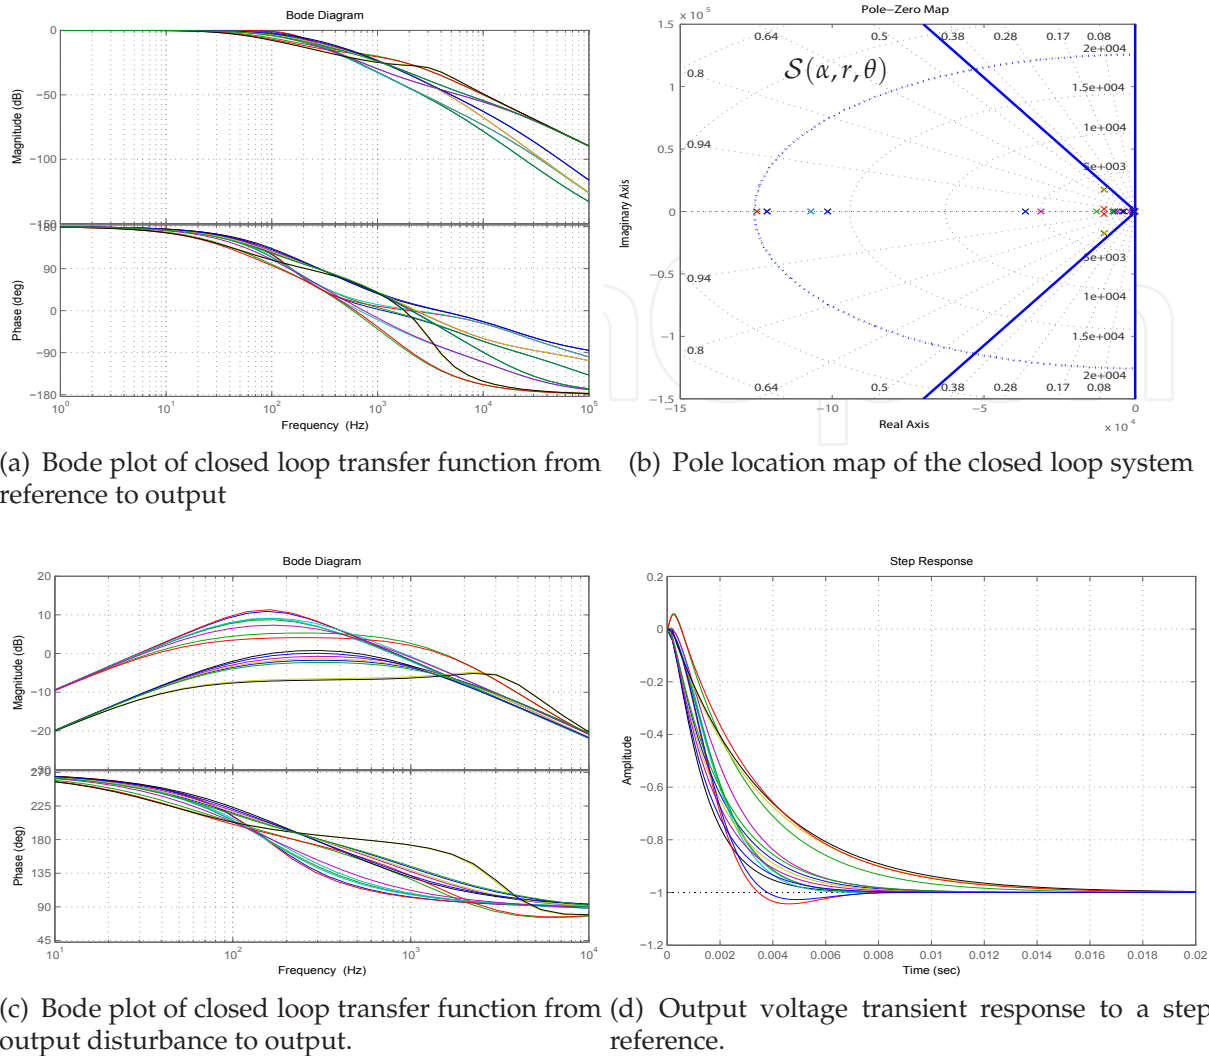 Bode Diagram
Magnitude (dB)
0
−50
−100
−150
180
90
0
−90
−180
Phase (deg)
10^0 10^1 10^2 10^3 10^4 10^5
Frequency (Hz)
Pole−Zero Map
x 10^5
1.5
1
0.5
0
−0.5
−1
−1.5
Imaginary Axis
S(α, r, θ)
0.64 0.5 0.38 0.28 0.17 0.08
0.8
0.94
0.94
0.8
0.64 0.5 0.38 0.28 0.17 0.08
2e+004
1.5e+004
1e+004
5e+003
5e+003
1e+004
1.5e+004
2e+004
−15 −10 −5 0
x 10^4
Real Axis
(a) Bode plot of closed loop transfer function from
reference to output
(b) Pole location map of the closed loop system
Bode Diagram
Magnitude (dB)
20
10
0
−10
−20
−30
270
225
180
135
90
45
Phase (deg)
10^1 10^2 10^3 10^4
Frequency (Hz)
Step Response
Amplitude
0.2
0
−0.2
−0.4
−0.6
−0.8
−1
−1.2
0 0.002 0.004 0.006 0.008 0.01 0.012 0.014 0.016 0.018 0.02
Time (sec)
(c) Bode plot of closed loop transfer function from
output disturbance to output.
(d) Output voltage transient response to a step
reference.